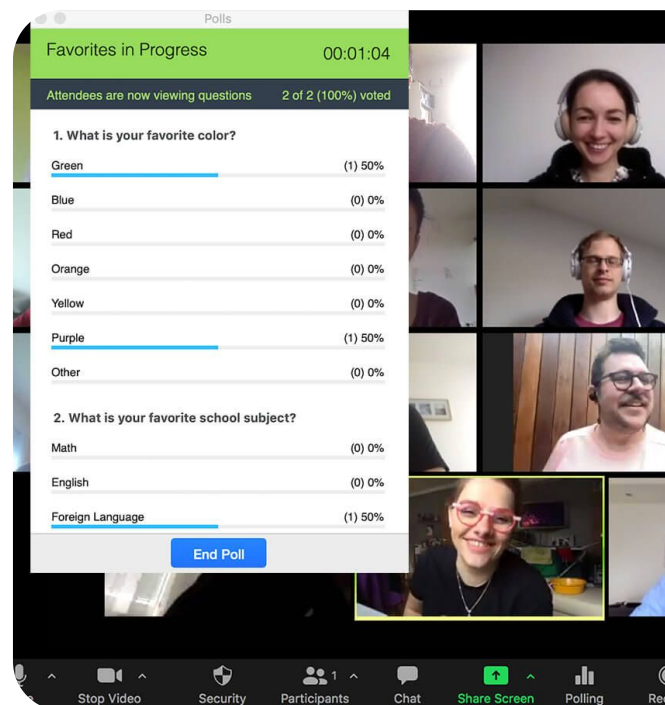 Polls
Favorites in Progress 00:01:04
Attendees are now viewing questions 2 of 2 (100%) voted
1. What is your favorite color?
Green (1) 50%
Blue (0) 0%
Red (0) 0%
Orange (0) 0%
Yellow (0) 0%
Purple (1) 50%
Other (0) 0%
2. What is your favorite school subject?
Math (0) 0%
English (0) 0%
Foreign Language (1) 50%
End Poll
1
Stop Video Security Participants Chat Share Screen Polling